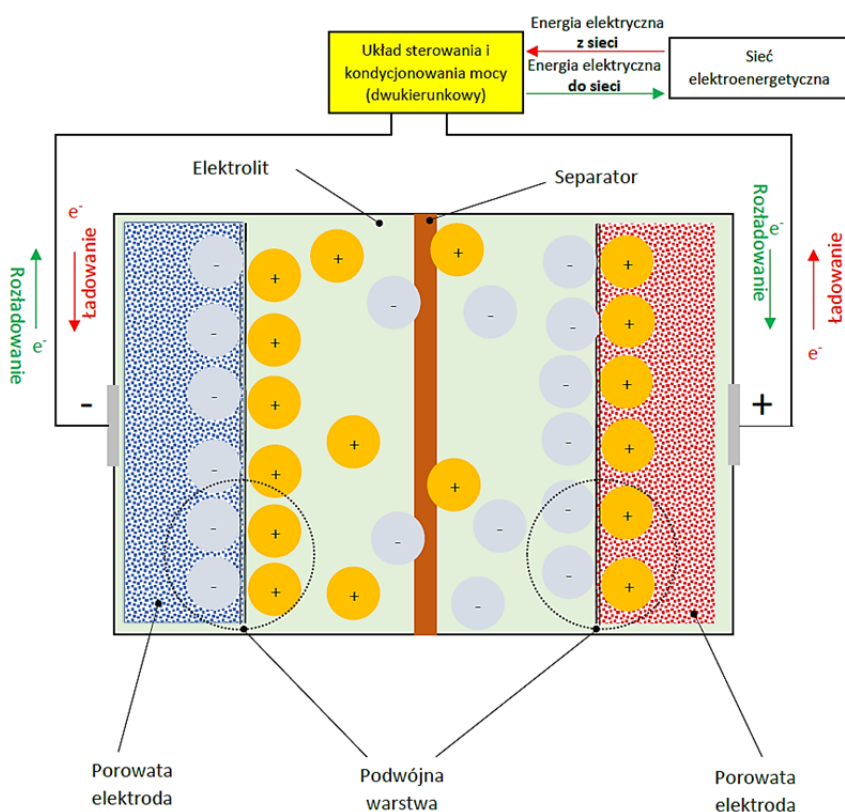 Energia elektryczna
z sieci
Układ sterowania i
kondycjonowania mocy
(dwukierunkowy)
Energia elektryczna
do sieci
Sieć
elektroenergetyczna
Elektrolit
Separator
e-
Ładowanie
Rozładowanie
e-
Rozładowanie
e-
Ładowanie
e-
-
+
- - - - - -
+ + + + + +
+ + +
- -
+ +
- - -
- - - - - -
+ + + + + +
Porowata
elektroda
Podwójna
warstwa
Porowata
elektroda